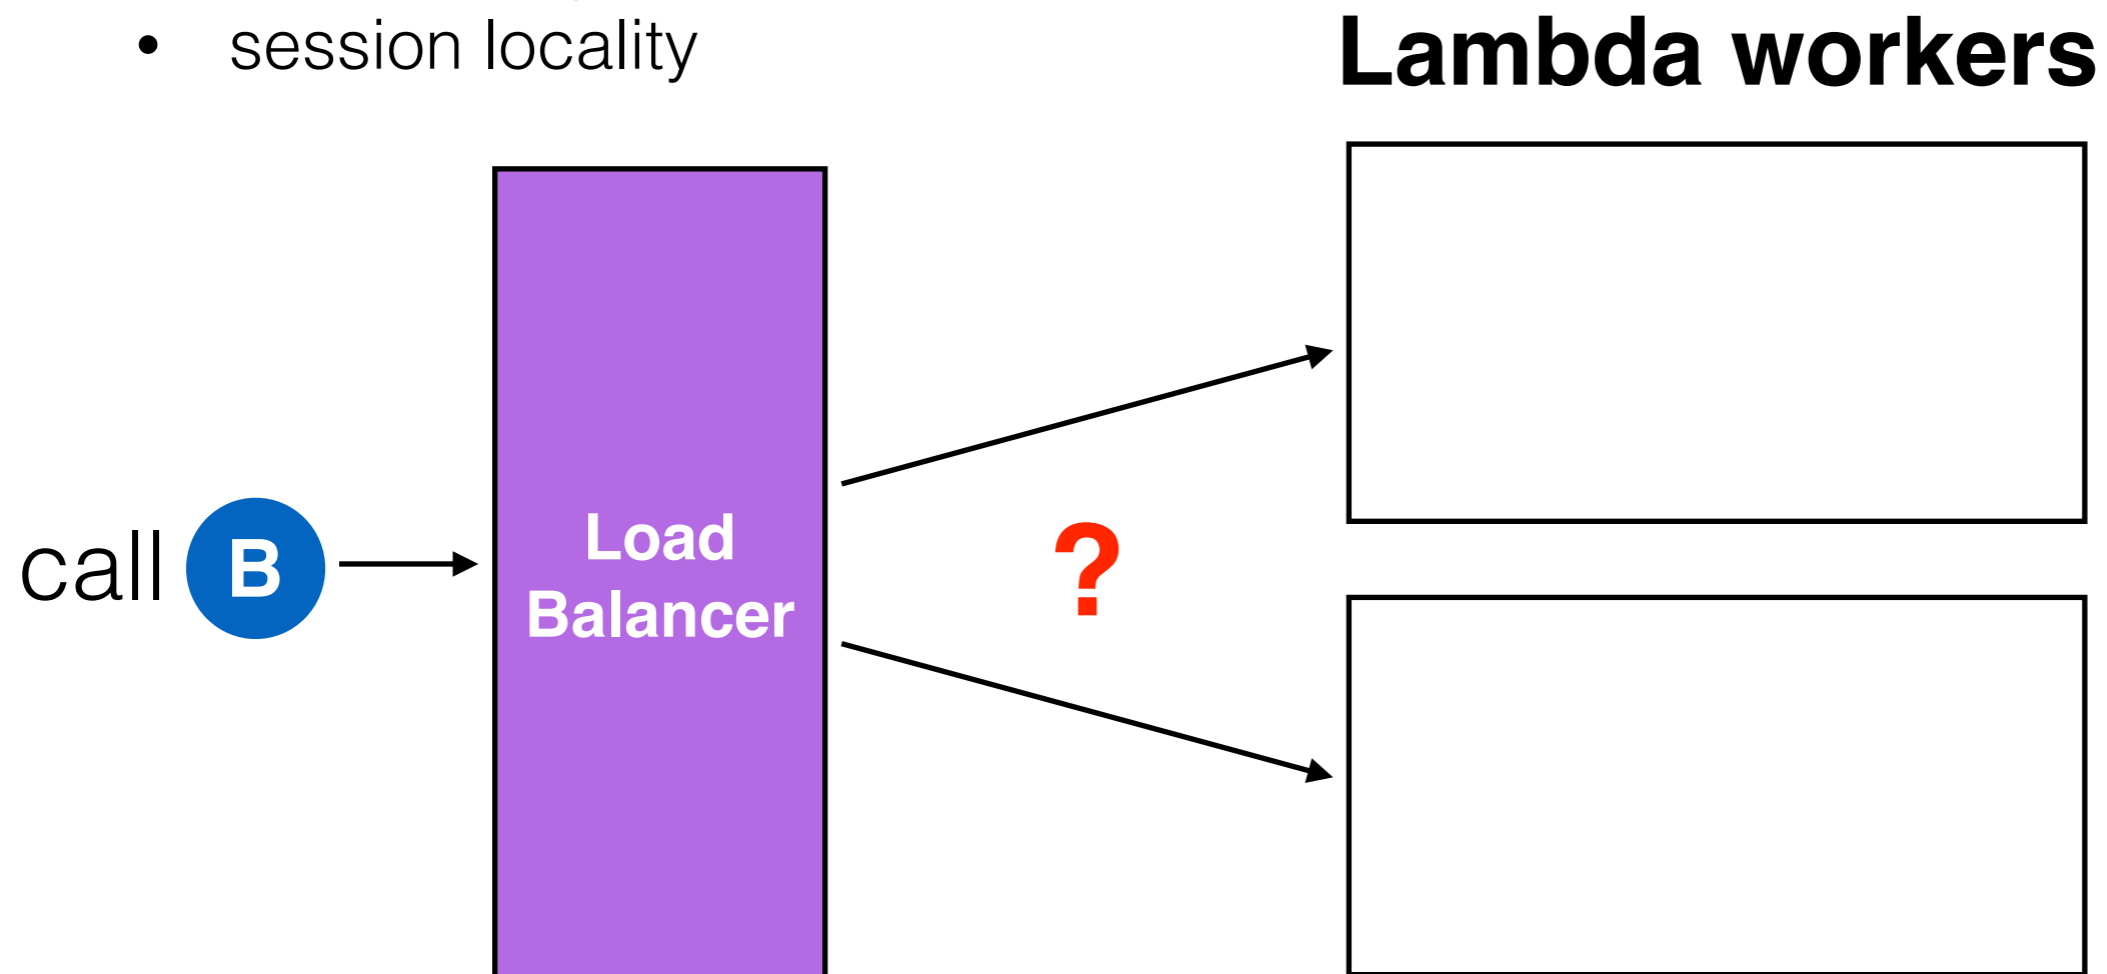 • session locality
Lambda workers
Load
Balancer
call B
?